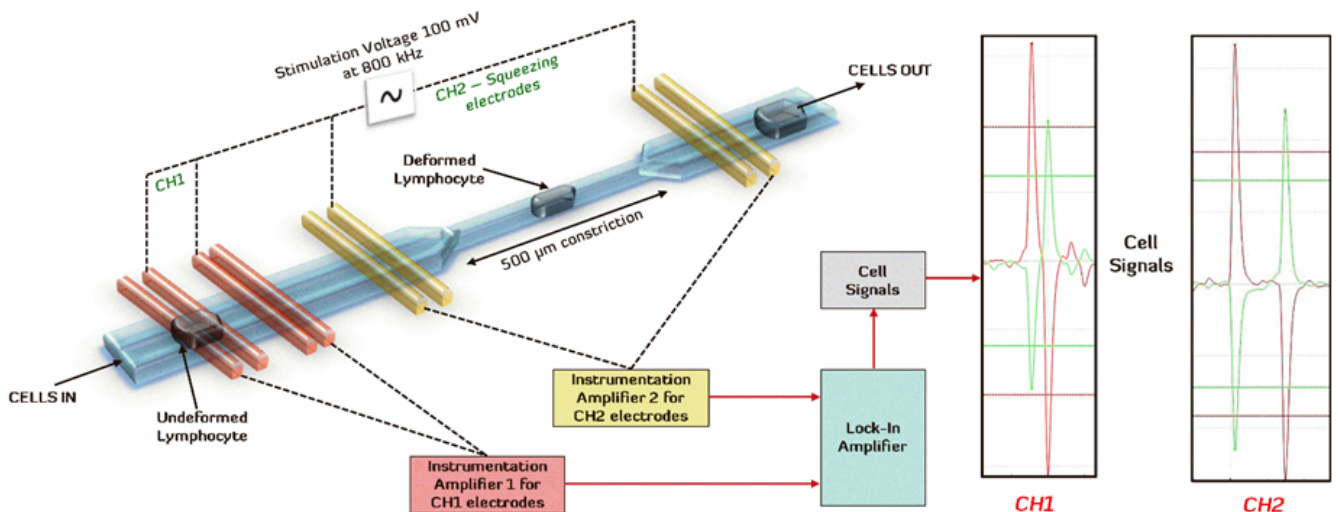 Stimulation Voltage 100 mV
at 800 kHz
~
CH2 – Squeezing
electrodes
CELLS OUT
CH1
Deformed
Lymphocyte
500 µm constriction
CELLS IN
Undeformed
Lymphocyte
Instrumentation
Amplifier 2 for
CH2 electrodes
Instrumentation
Amplifier 1 for
CH1 electrodes
Lock-In
Amplifier
Cell
Signals
Cell
Signals
CH1
CH2